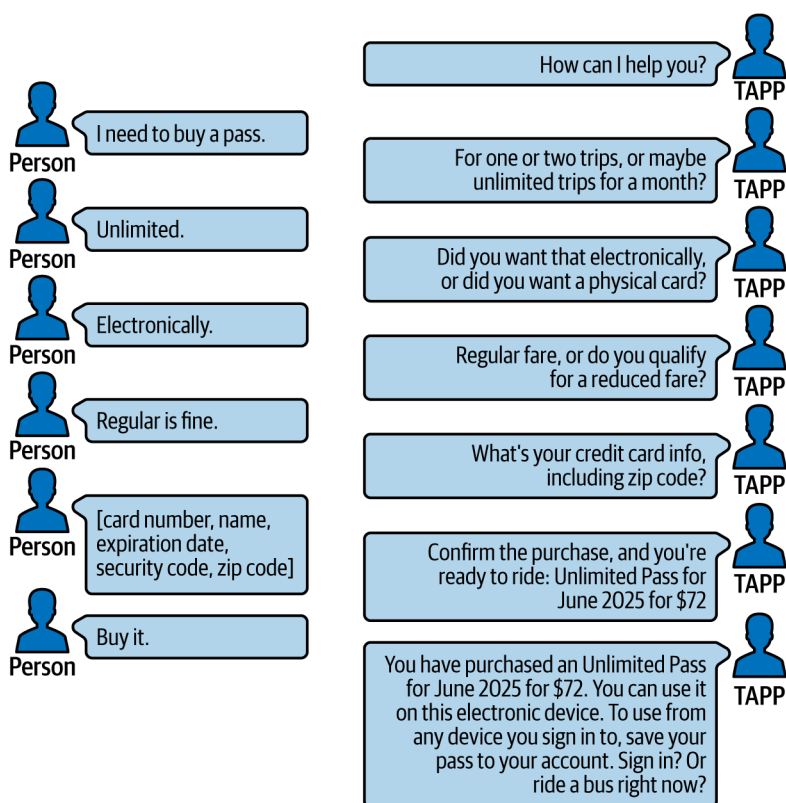 How can I help you?
TAPP
I need to buy a pass.
Person
For one or two trips, or maybe
unlimited trips for a month?
TAPP
Unlimited.
Person
Did you want that electronically,
or did you want a physical card?
TAPP
Electronically.
Person
Regular fare, or do you qualify
for a reduced fare?
TAPP
Regular is fine.
Person
What's your credit card info,
including zip code?
TAPP
[card number, name,
expiration date,
security code, zip code]
Person
Confirm the purchase, and you're
ready to ride: Unlimited Pass for
June 2025 for $72
TAPP
Buy it.
Person
You have purchased an Unlimited Pass
for June 2025 for $72. You can use it
on this electronic device. To use from
any device you sign in to, save your
pass to your account. Sign in? Or
ride a bus right now?
TAPP